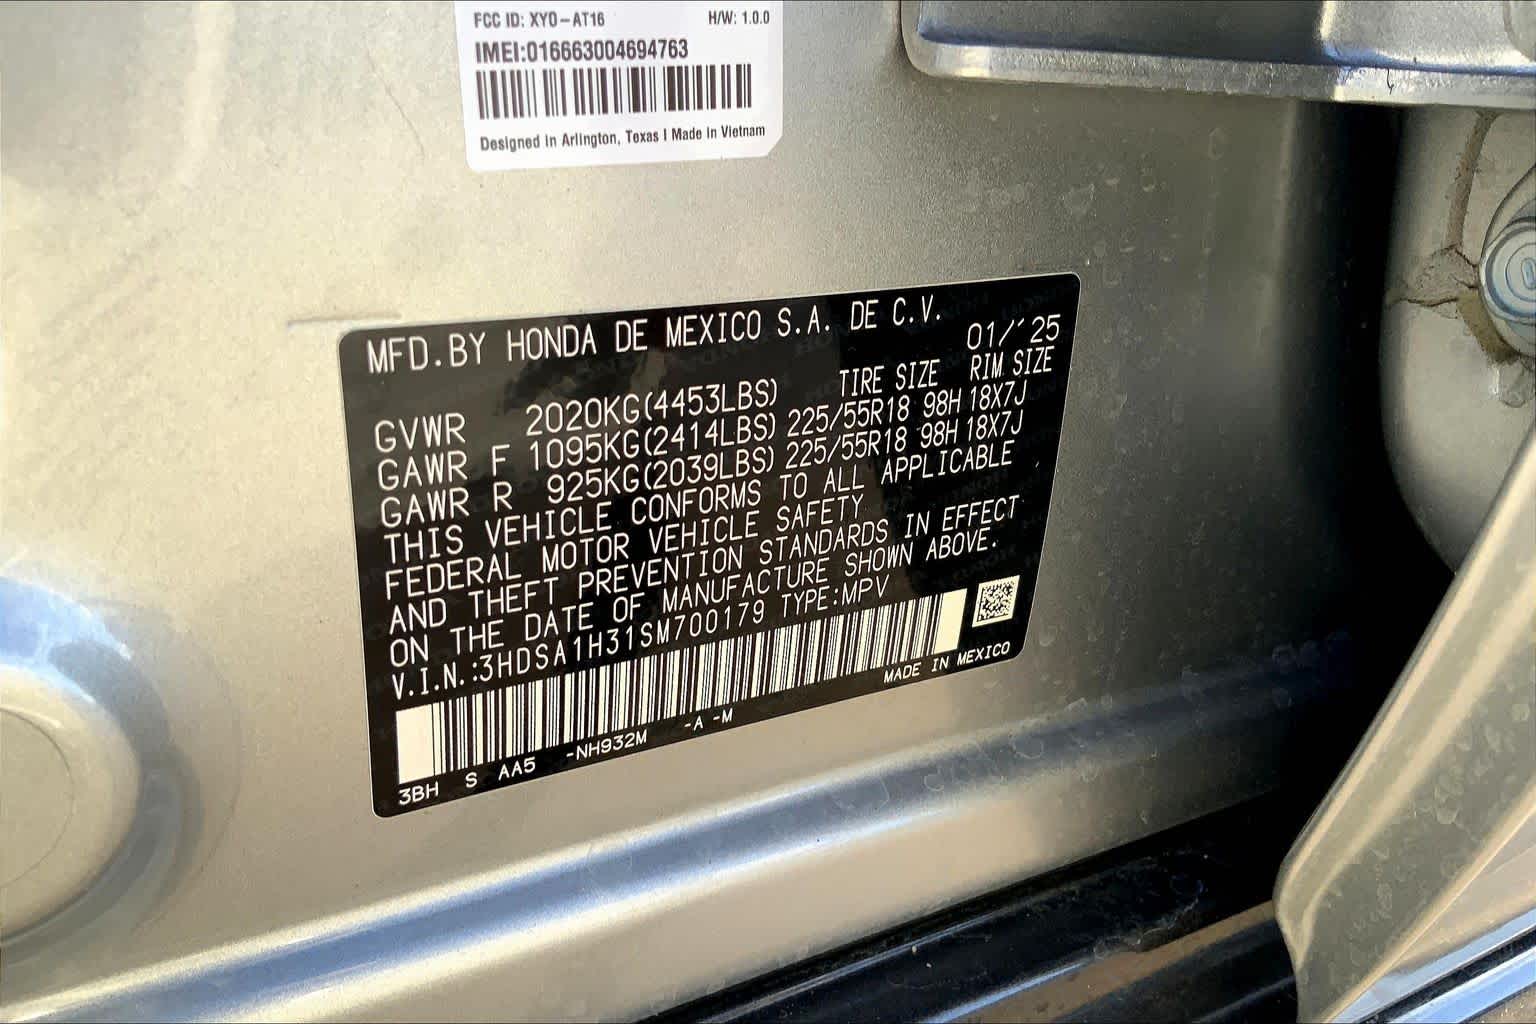 FCC ID: XYO-AT16 H/W: 1.0.0
IMEI:016663004694763
Designed in Arlington, Texas | Made in Vietnam
MFD.BY HONDA DE MEXICO S.A. DE C.V.
01/'25
TIRE SIZE RIM SIZE
GVWR 2020KG(4453LBS)
GAWR F 1095KG(2414LBS) 225/55R18 98H 18X7J
GAWR R 925KG(2039LBS) 225/55R18 98H 18X7J
THIS VEHICLE CONFORMS TO ALL APPLICABLE
FEDERAL MOTOR VEHICLE SAFETY
AND THEFT PREVENTION STANDARDS IN EFFECT
ON THE DATE OF MANUFACTURE SHOWN ABOVE.
V.I.N.:3HDSA1H31SM700179 TYPE:MPV
MADE IN MEXICO
3BH S AA5 -NH932M -A -M